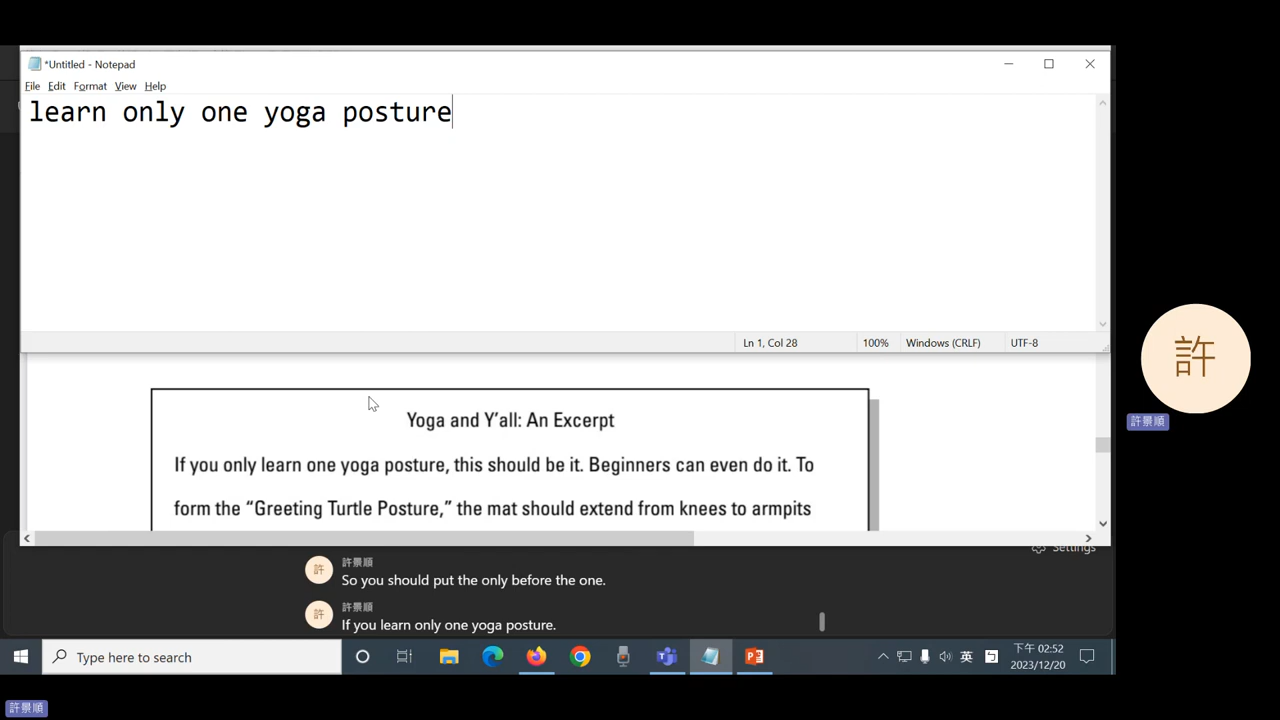 *Untitled - Notepad
File Edit Format View Help
learn only one yoga posture
Ln 1, Col 28 100% Windows (CRLF) UTF-8
Yoga and Y'all: An Excerpt
If you only learn one yoga posture, this should be it. Beginners can even do it. To
form the “Greeting Turtle Posture,” the mat should extend from knees to armpits
Settings
許景順
許 So you should put the only before the one.
許景順
許 If you learn only one yoga posture.
Type here to search
英
下午 02:52
2023/12/20
許
許景順
許景順